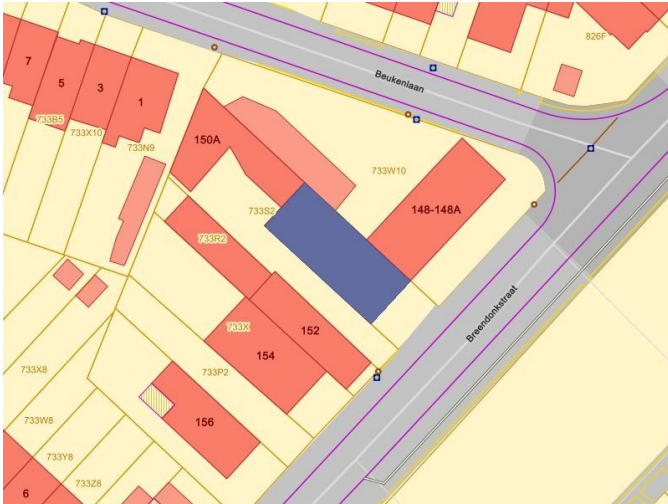 826F
7
Beukenlaan
5
3
1
733B5
733X10
733N9
150A
733W10
733S2
148-148A
733R2
Breendonkstraat
733X
152
154
733P2
733X8
156
733W8
733Y8
733Z8
6